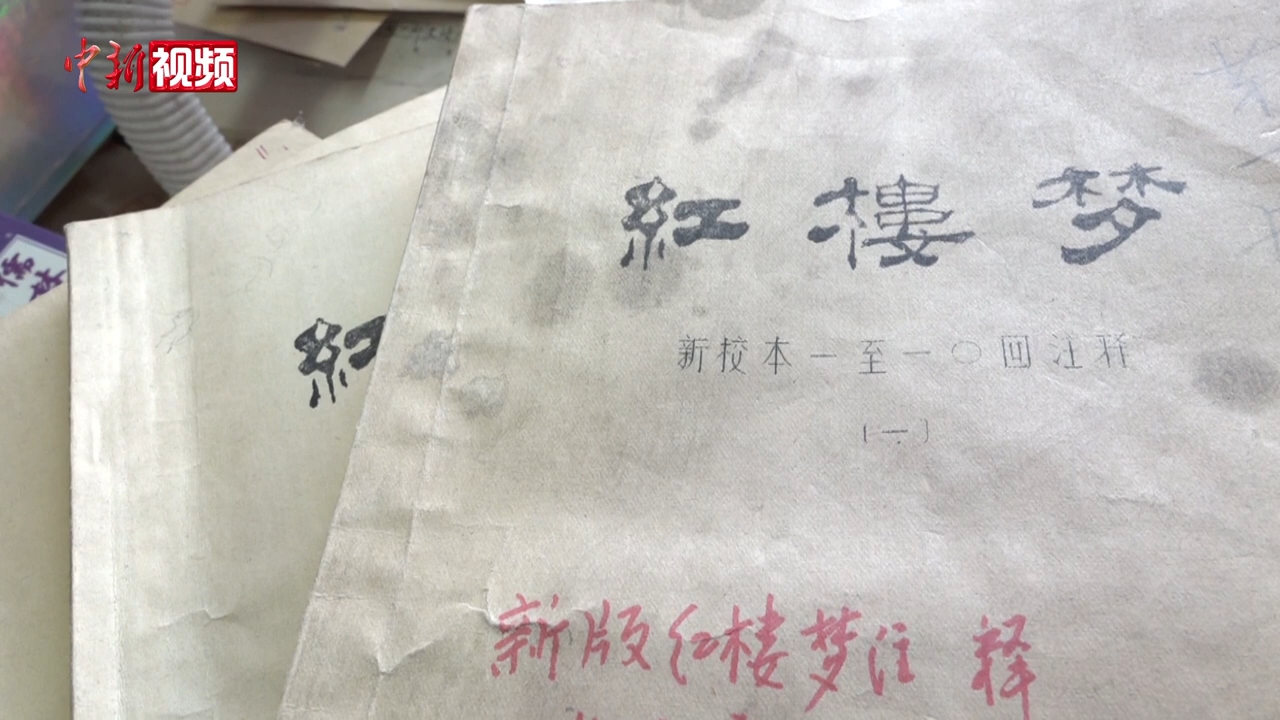 中新视频
紅樓梦
新校本一至一〇回注释
(一)
新版红楼梦注 释
紅